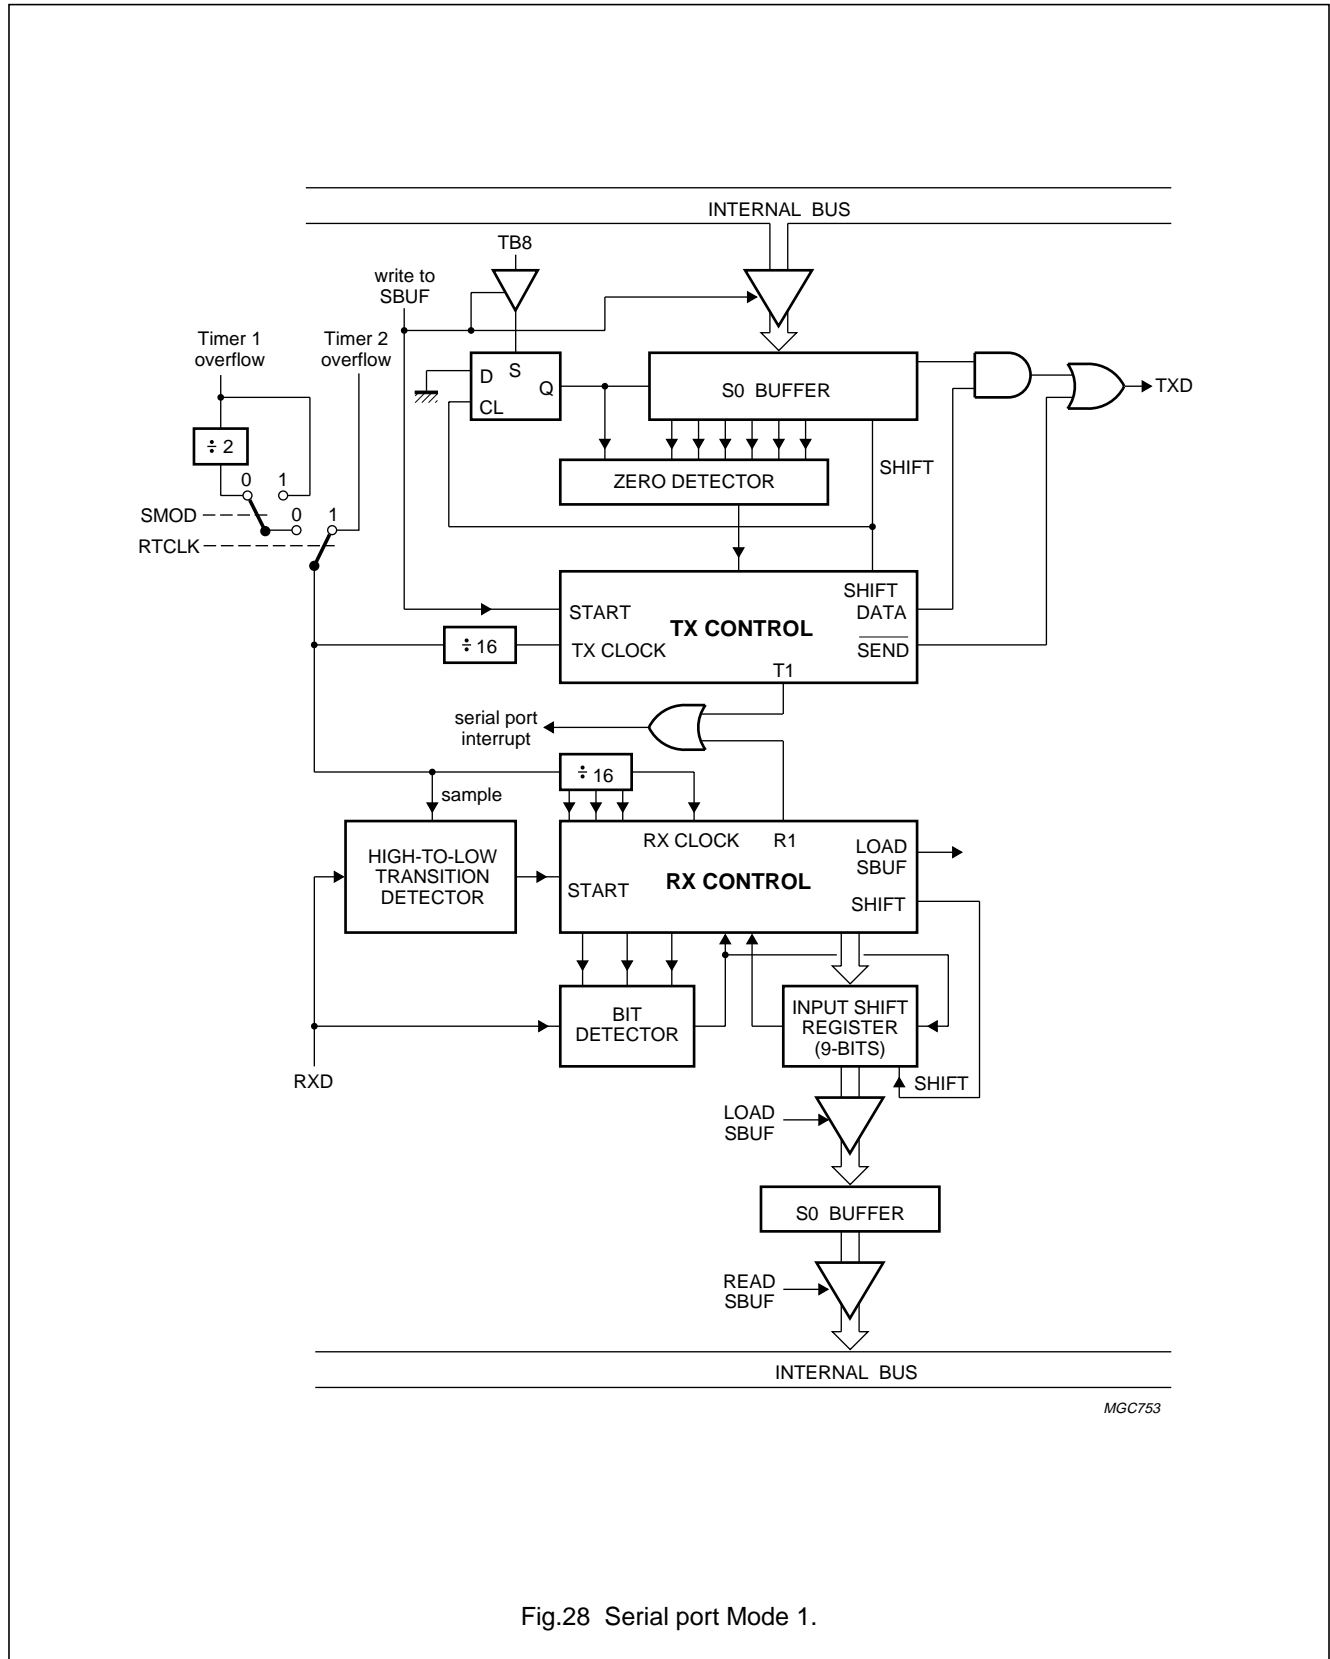 INTERNAL BUS
TB8
write to
SBUF
Timer 1
overflow
Timer 2
overflow
D
S
Q
CL
S0 BUFFER
TXD
÷ 2
0
1
SHIFT
ZERO DETECTOR
SMOD
0
1
RTCLK
START
TX CONTROL
SHIFT
DATA
÷ 16
TX CLOCK
SEND
T1
serial port
interrupt
÷ 16
sample
RX CLOCK
R1
LOAD
SBUF
HIGH-TO-LOW
TRANSITION
DETECTOR
START
RX CONTROL
SHIFT
BIT
DETECTOR
INPUT SHIFT
REGISTER
(9-BITS)
RXD
SHIFT
LOAD
SBUF
S0 BUFFER
READ
SBUF
INTERNAL BUS
MGC753
Fig.28 Serial port Mode 1.